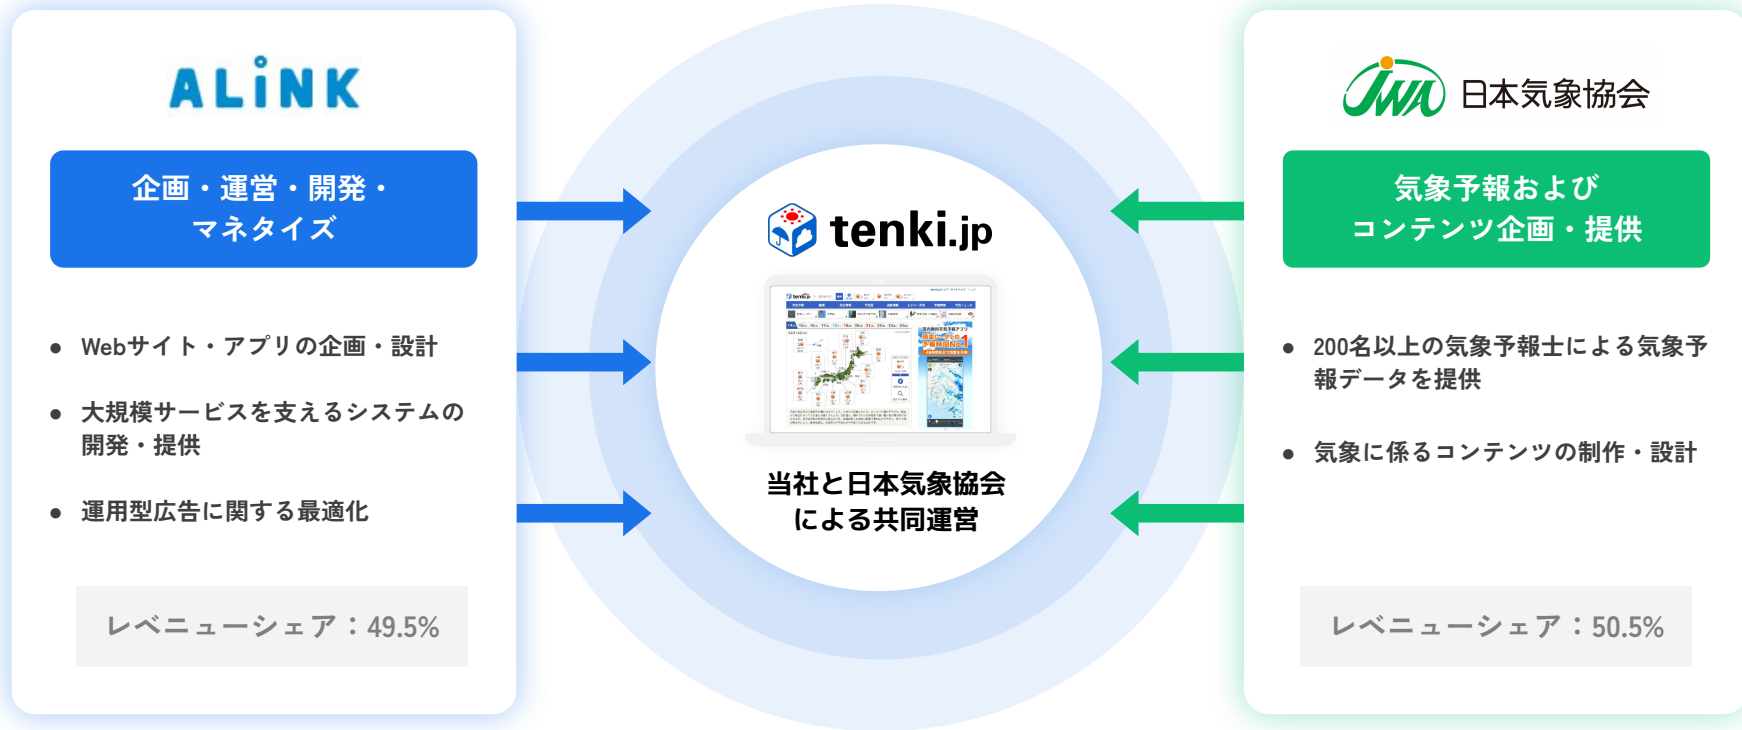 ALiNK
企画・運営・開発・
マネタイズ
● Webサイト・アプリの企画・設計
● 大規模サービスを支えるシステムの
開発・提供
● 運用型広告に関する最適化
レベニューシェア：49.5%
tenki.jp
tenki.jp
当社と日本気象協会
による共同運営
JWA 日本気象協会
気象予報および
コンテンツ企画・提供
● 200名以上の気象予報士による気象予
報データを提供
● 気象に係るコンテンツの制作・設計
レベニューシェア：50.5%